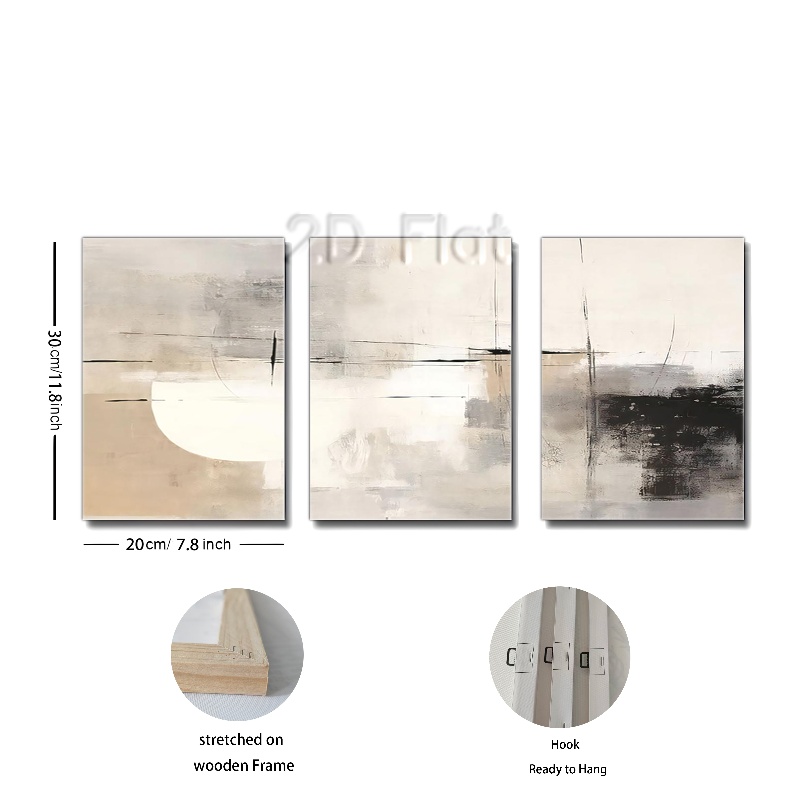 2D Flat
30cm/11.8inch
20cm/ 7.8 inch
stretched on
wooden Frame
Hook
Ready to Hang